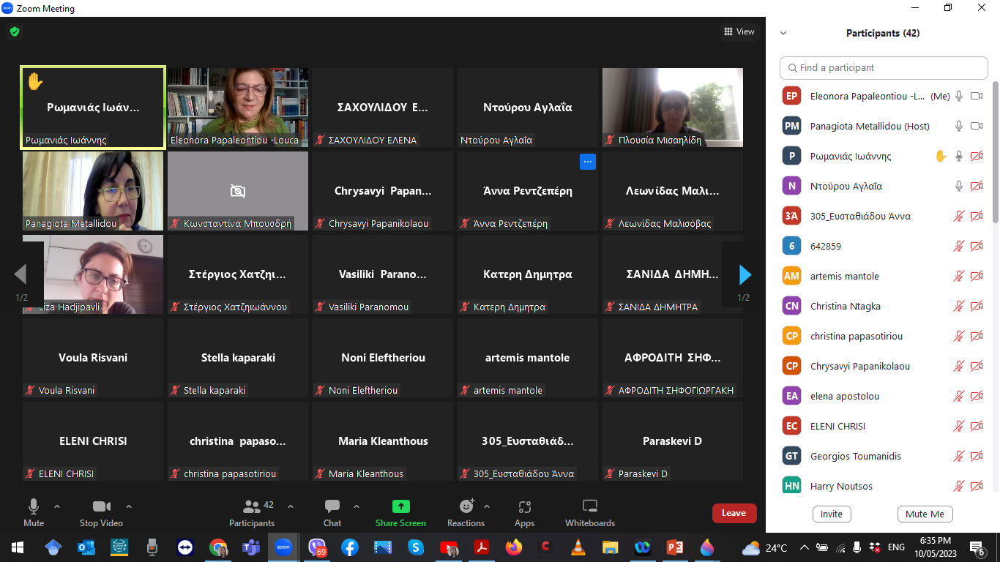 Zoom Meeting
View
Ρωμανιάς Ιωάν...
Ρωμανιάς Ιωάννης
Eleonora Papaleontiou -Louca
ΣΑΧΟΥΛΙΔΟΥ Ε...
ΣΑΧΟΥΛΙΔΟΥ ΕΛΕΝΑ
Ντούρου Αγλαΐα
Ντούρου Αγλαΐα
Πλουσία Μισαηλίδη
Panagiota Metallidou
Κωνσταντίνα Μπουσδρή
Chrysavyi Papan...
Chrysavyi Papanikolaou
Άννα Ρεντζεπέρη
Άννα Ρεντζεπέρη
Λεωνίδας Μαλι...
Λεωνίδας Μαλισόβας
1/2
Liza Hadjipavli
Στέργιος Χατζηι...
Στέργιος Χατζηιωάννου
Vasiliki Parano...
Vasiliki Paranomou
Κατερη Δημητρα
Κατερη Δημητρα
ΣΑΝΙΔΑ ΔΗΜΗ...
ΣΑΝΙΔΑ ΔΗΜΗΤΡΑ
1/2
Voula Risvani
Voula Risvani
Stella kaparaki
Stella kaparaki
Noni Eleftheriou
Noni Eleftheriou
artemis mantole
artemis mantole
ΑΦΡΟΔΙΤΗ ΣΗΦ...
ΑΦΡΟΔΙΤΗ ΣΗΦΟΓΙΩΡΓΑΚΗ
ELENI CHRISI
ELENI CHRISI
christina papaso...
christina papasotiriou
Maria Kleanthous
Maria Kleanthous
305_Ευσταθιάδ...
305_Ευσταθιάδου Άννα
Paraskevi D
Paraskevi D
Mute
Stop Video
42
Participants
Chat
Share Screen
Reactions
Apps
Whiteboards
Leave
Participants (42)
Find a participant
EP Eleonora Papaleontiou -L... (Me)
PM Panagiota Metallidou (Host)
Ρ Ρωμανιάς Ιωάννης
Ν Ντούρου Αγλαΐα
3Ά 305_Ευσταθιάδου Άννα
6 642859
AM artemis mantole
CN Christina Ntagka
CP christina papasotiriou
CP Chrysavyi Papanikolaou
EA elena apostolou
EC ELENI CHRISI
GT Georgios Toumanidis
HN Harry Noutsos
Invite
Mute Me
69
24°C
ENG
6:35 PM
10/05/2023
6